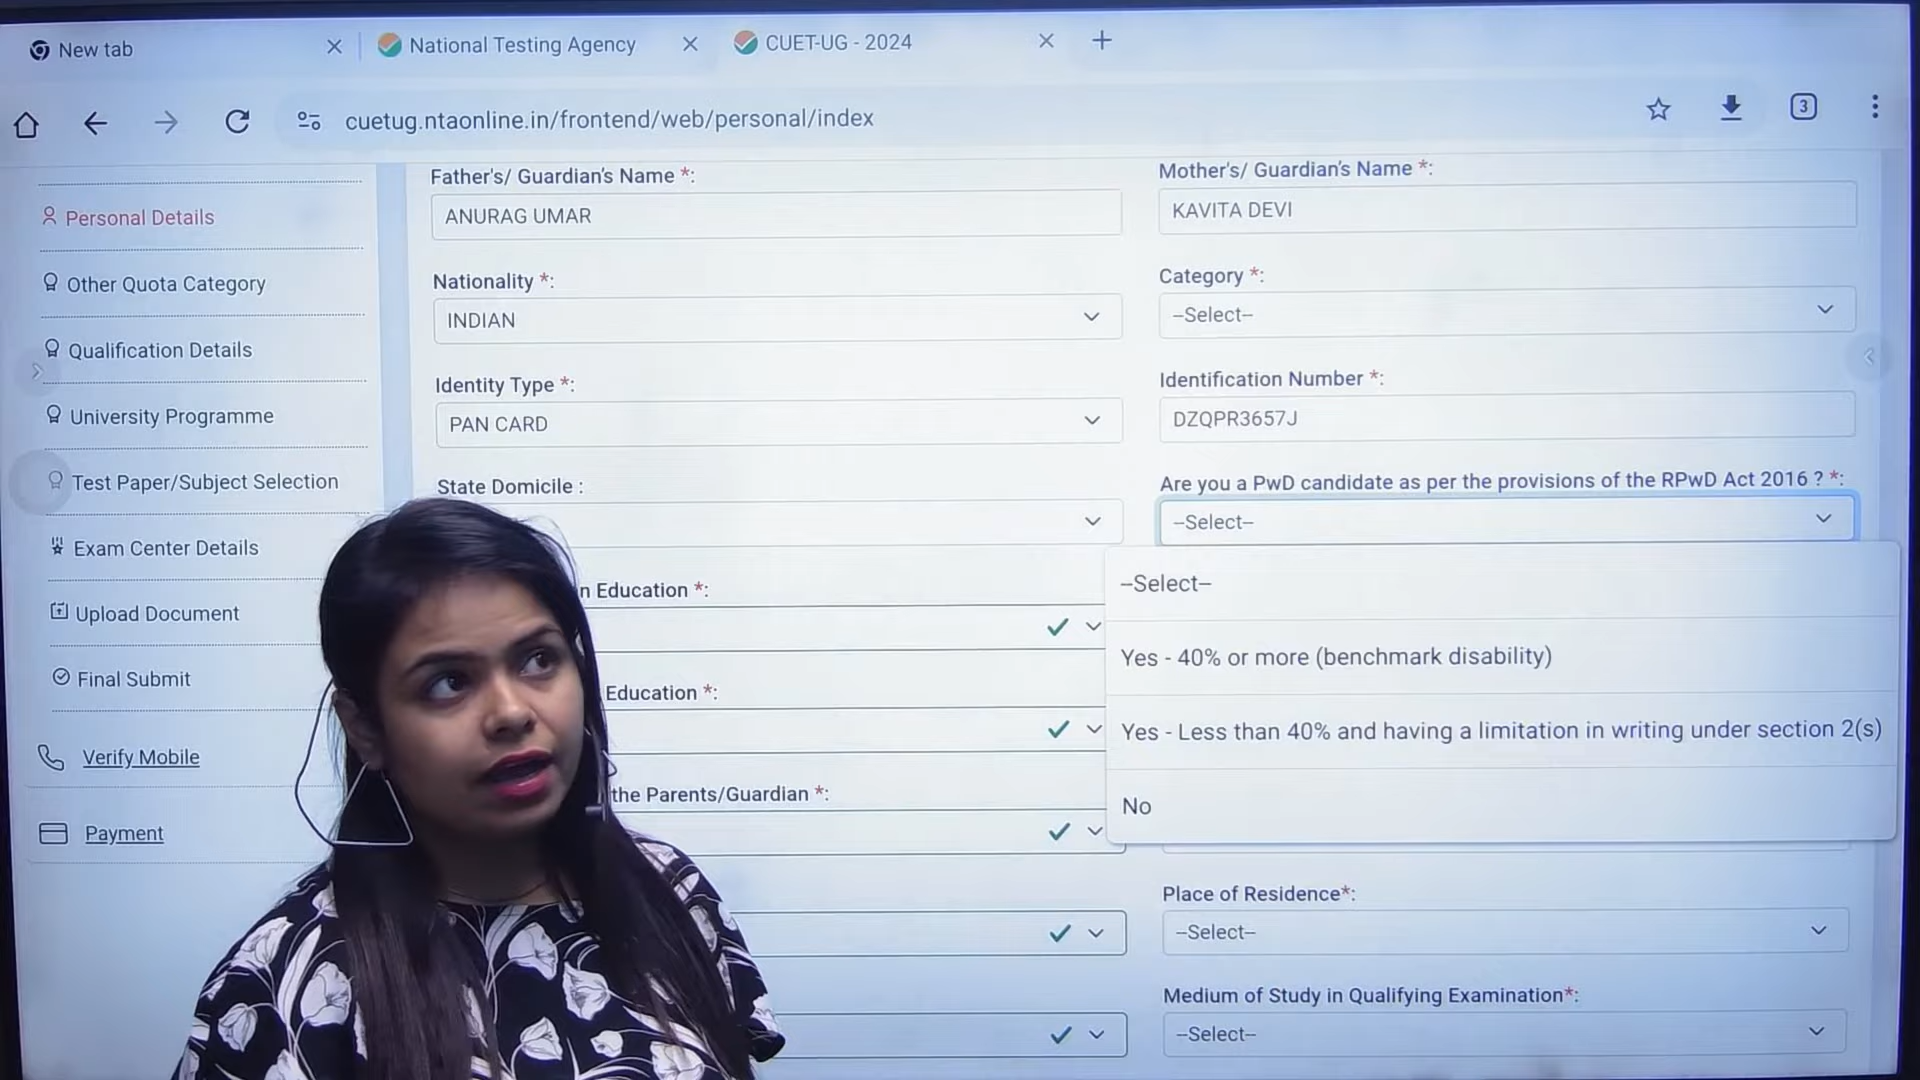 New tab
National Testing Agency
CUET-UG - 2024
cuetug.ntaonline.in/frontend/web/personal/index
3
Personal Details
Other Quota Category
Qualification Details
University Programme
Test Paper/Subject Selection
Exam Center Details
Upload Document
Final Submit
Verify Mobile
Payment
Father's/ Guardian's Name *:
ANURAG UMAR
Mother's/ Guardian's Name *:
KAVITA DEVI
Nationality *:
INDIAN
Category *:
--Select--
Identity Type *:
PAN CARD
Identification Number *:
DZQPR3657J
State Domicile :
Are you a PwD candidate as per the provisions of the RPwD Act 2016 ? *:
--Select--
--Select--
Yes - 40% or more (benchmark disability)
Yes - Less than 40% and having a limitation in writing under section 2(s)
No
n Education *:
Education *:
the Parents/Guardian *:
Place of Residence*:
--Select--
Medium of Study in Qualifying Examination*:
--Select--